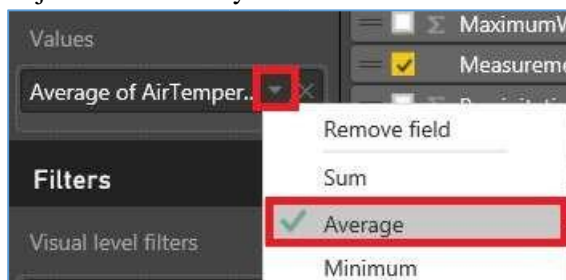 Values
MaximumW
Measureme
Average of AirTemper..
Remove field
Filters
Sum
Average
Visual level filters
Minimum